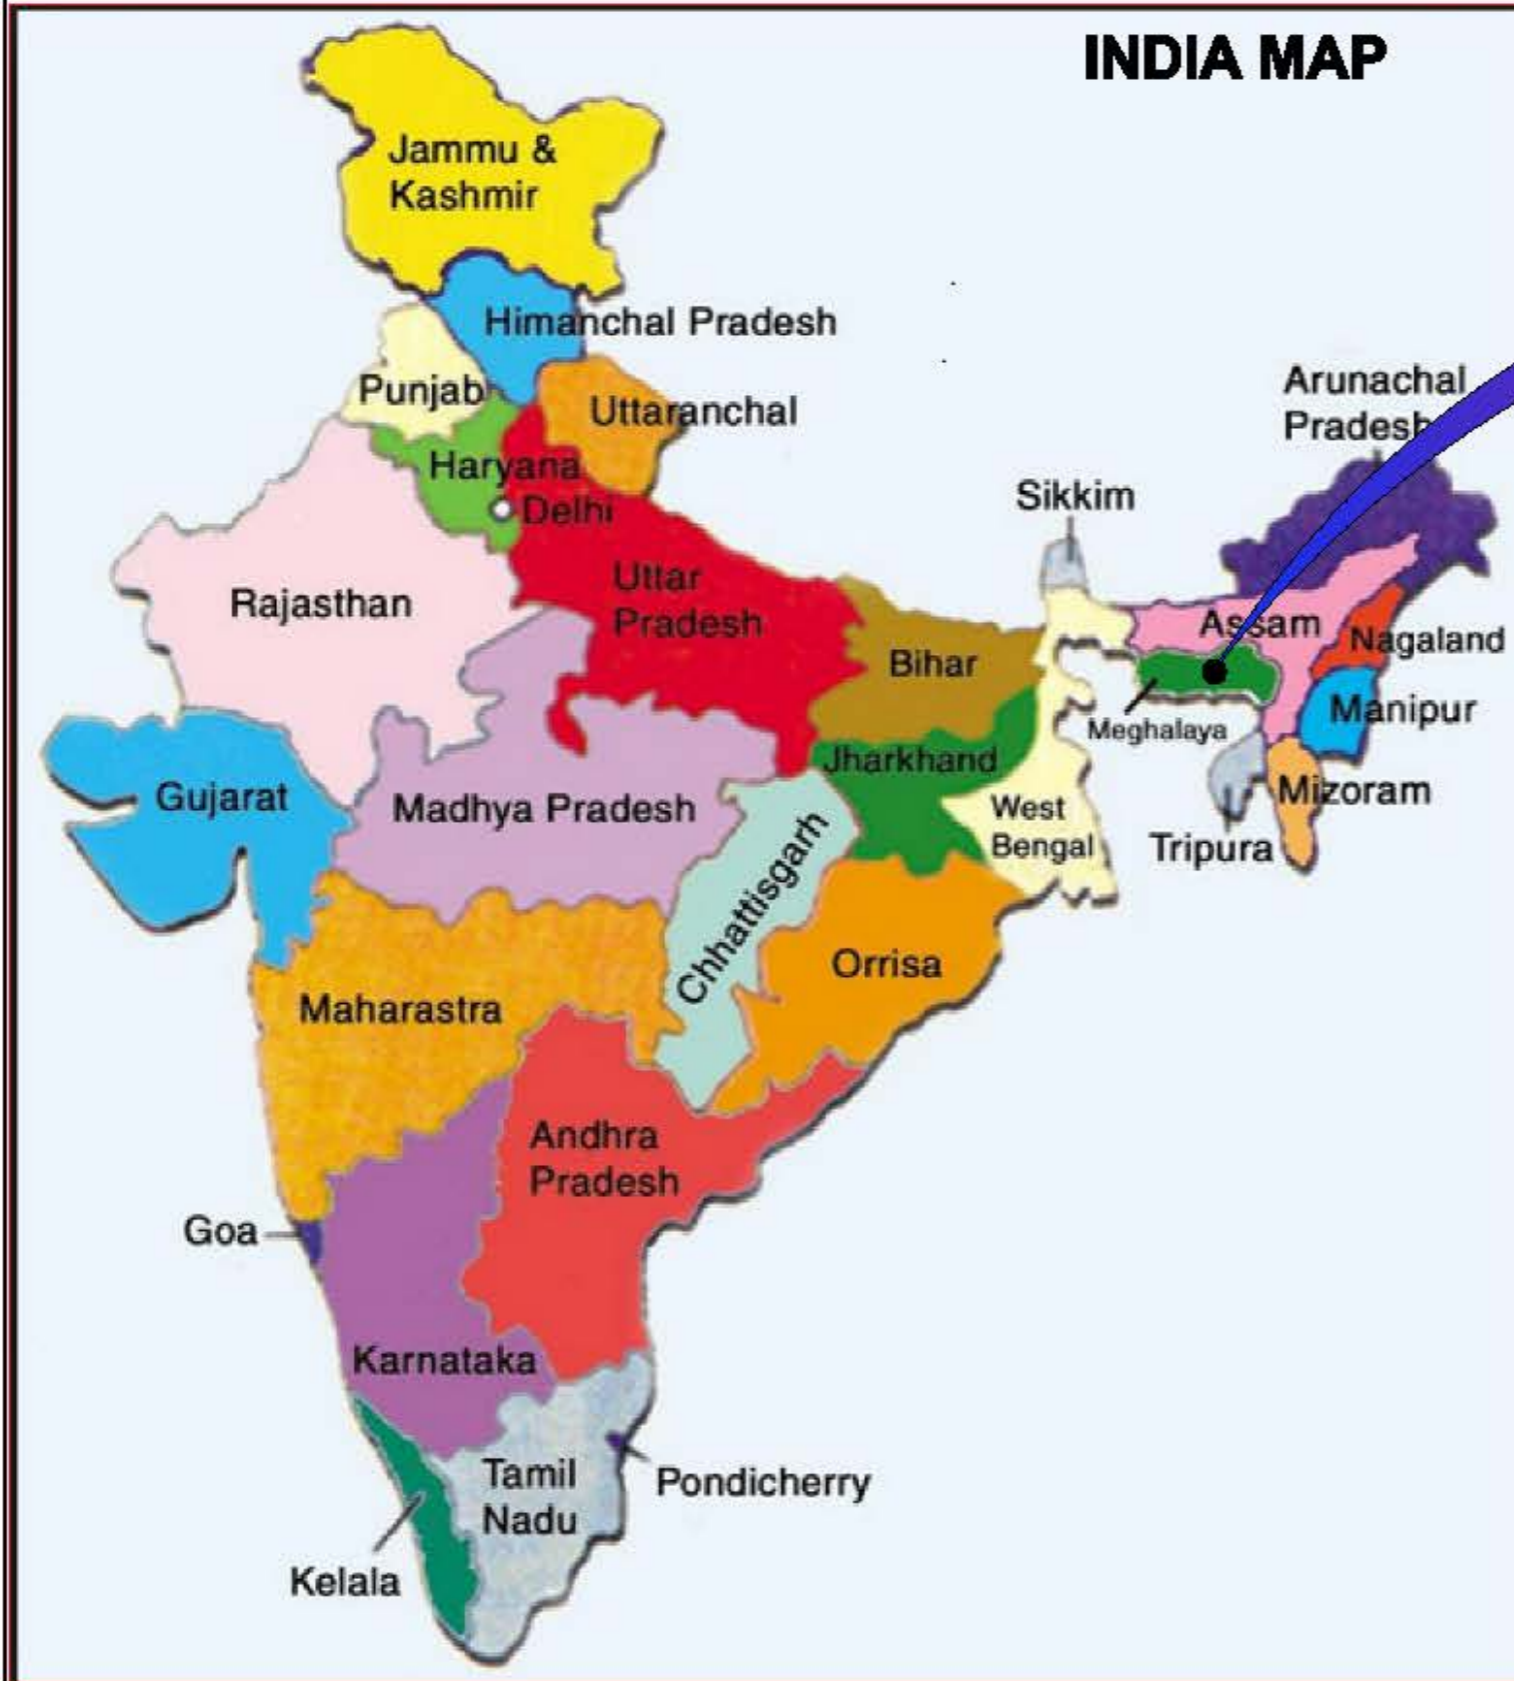 INDIA MAP
Jammu &
Kashmir
Himanchal Pradesh
Punjab
Uttaranchal
Arunachal
Pradesh
Haryana
Delhi
Sikkim
Rajasthan
Uttar
Pradesh
Assam
Nagaland
Bihar
Manipur
Meghalaya
Jharkhand
Gujarat
Madhya Pradesh
Mizoram
West
Bengal
Tripura
Chhattisgarh
Orrisa
Maharastra
Andhra
Pradesh
Goa
Karnataka
Tamil
Nadu
Pondicherry
Kelala